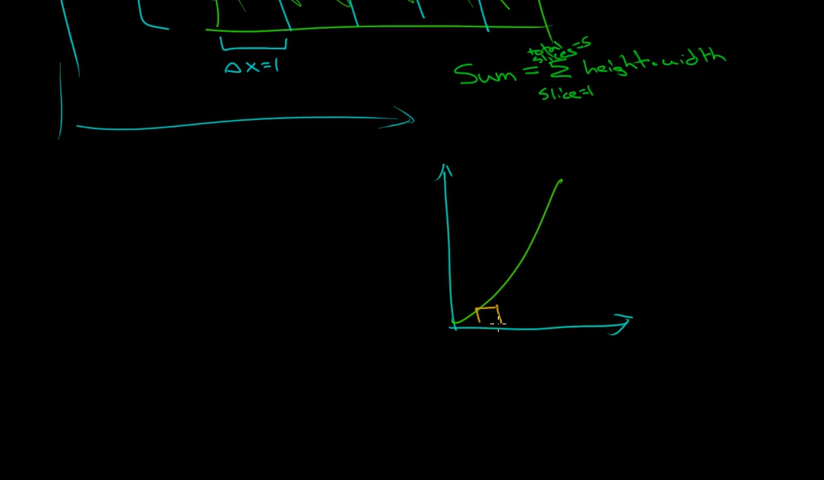 Δx=1
total
slices=5
Sum = Σ height·width
slice=1